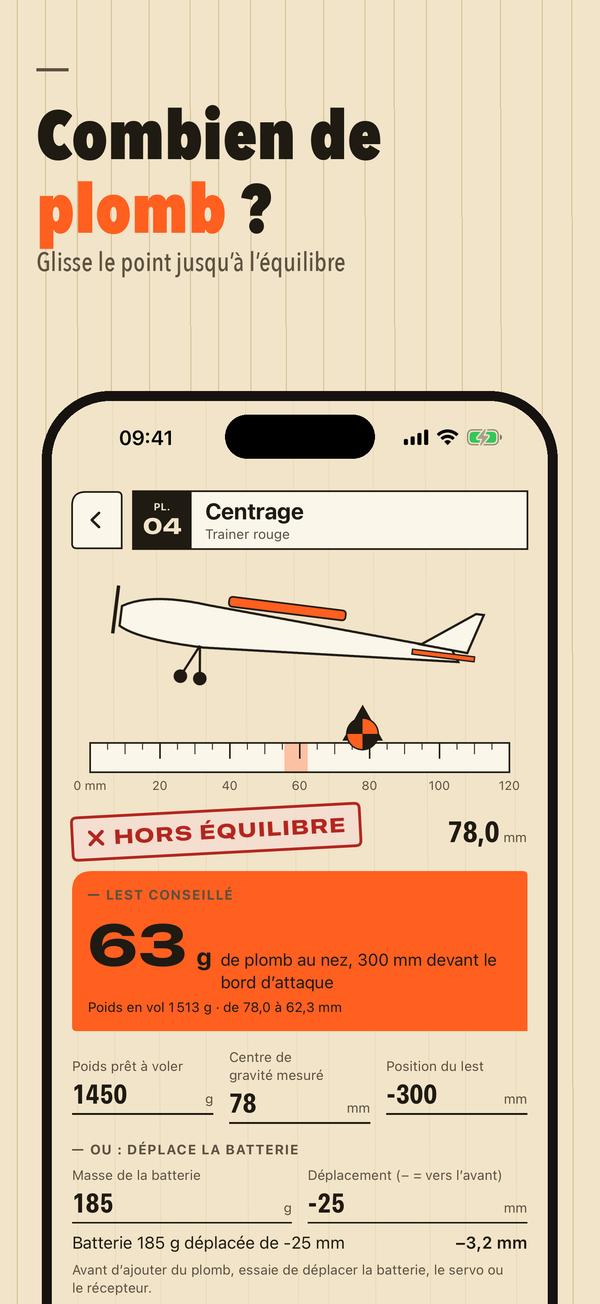 Combien de
plomb ?
Glisse le point jusqu’à l’équilibre
09:41
PL.
04
Centrage
Trainer rouge
0 mm 20 40 60 80 100 120
HORS ÉQUILIBRE
78,0 mm
— LEST CONSEILLÉ
63 g de plomb au nez, 300 mm devant le
bord d’attaque
Poids en vol 1 513 g · de 78,0 à 62,3 mm
Poids prêt à voler
1450 g
Centre de
gravité mesuré
78 mm
Position du lest
-300 mm
— OU : DÉPLACE LA BATTERIE
Masse de la batterie
185 g
Déplacement (− = vers l’avant)
-25 mm
Batterie 185 g déplacée de -25 mm −3,2 mm
Avant d’ajouter du plomb, essaie de déplacer la batterie, le servo ou
le récepteur.